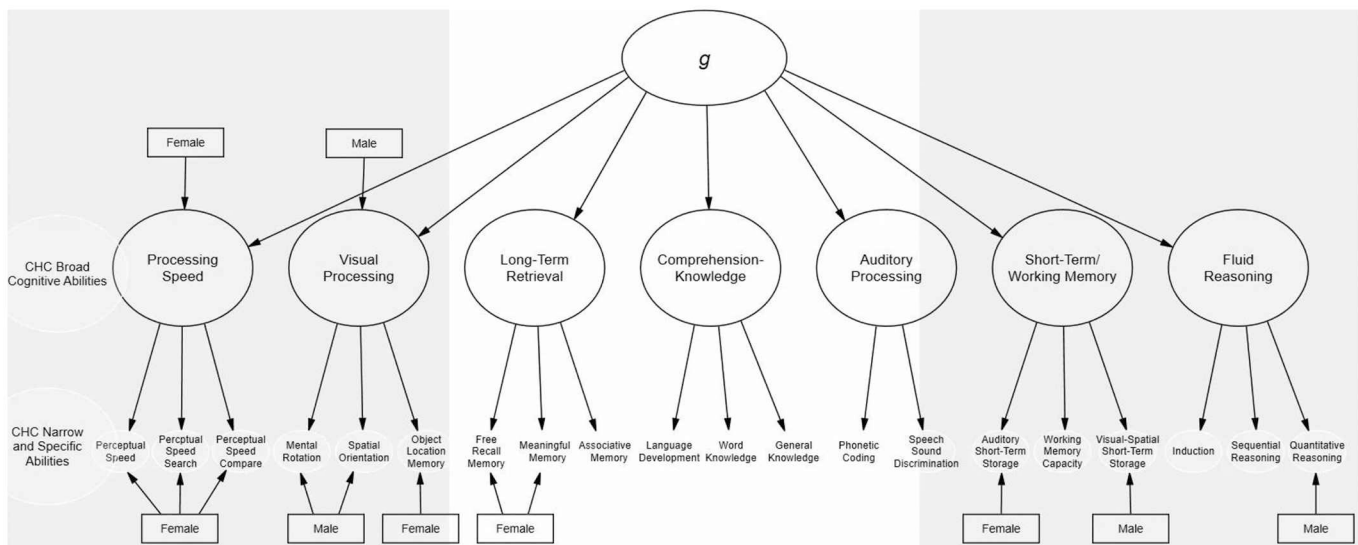 g
Female
Male
CHC Broad
Cognitive Abilities
Processing
Speed
Visual
Processing
Long-Term
Retrieval
Comprehension-
Knowledge
Auditory
Processing
Short-Term/
Working Memory
Fluid
Reasoning
CHC Narrow
and Specific
Abilities
Perceptual
Speed
Percptual
Speed
Search
Perceptual
Speed
Compare
Mental
Rotation
Spatial
Orientation
Object
Location
Memory
Free
Recall
Memory
Meaningful
Memory
Associative
Memory
Language
Development
Word
Knowledge
General
Knowledge
Phonetic
Coding
Speech
Sound
Discrimination
Auditory
Short-Term
Storage
Working
Memory
Capacity
Visual-Spatial
Short-Term
Storage
Induction
Sequential
Reasoning
Quantitative
Reasoning
Female
Male
Female
Female
Female
Male
Male